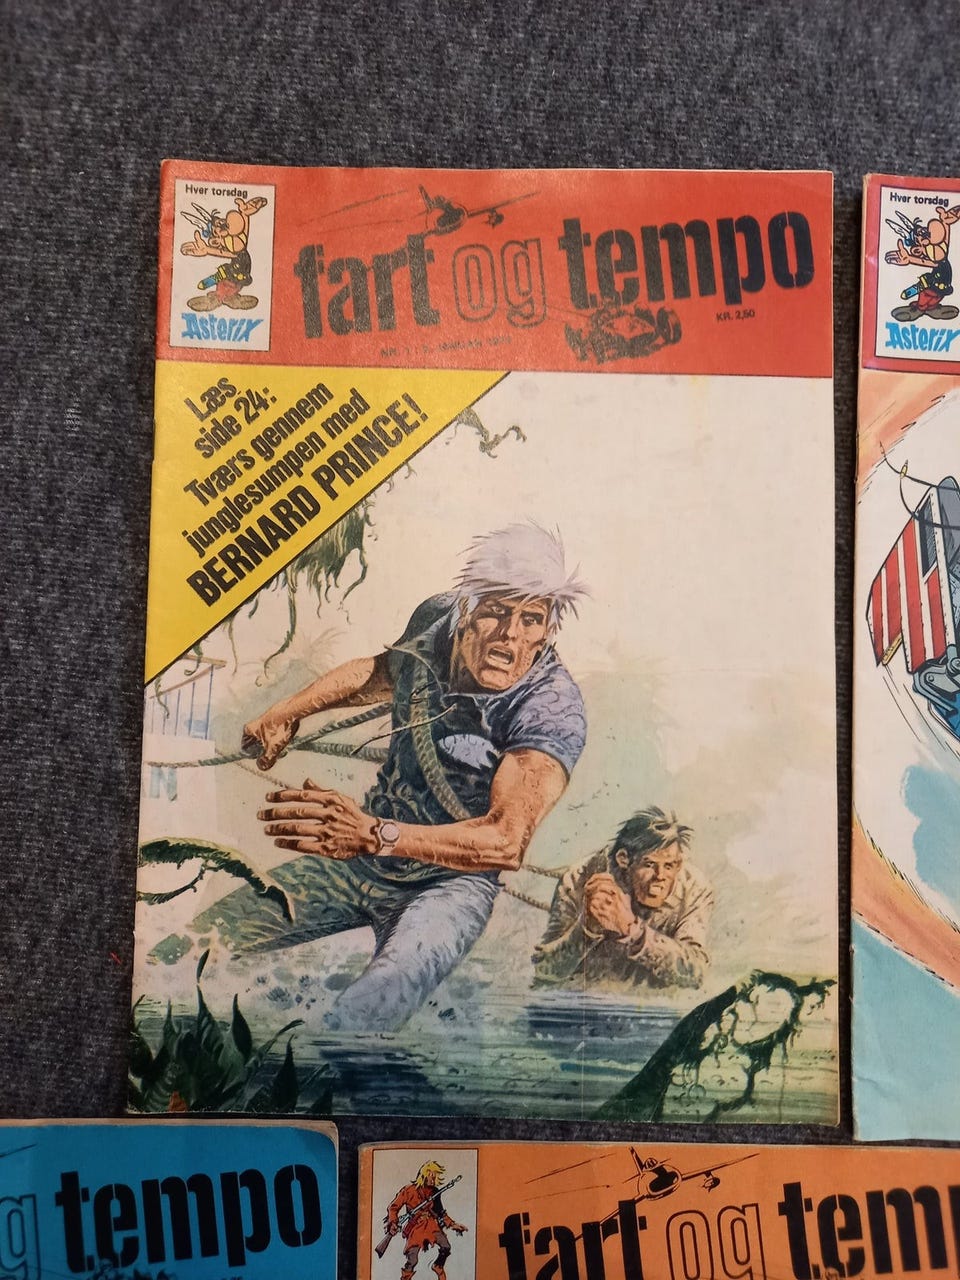 Hver torsdag
Asterix
fart og tempo
KR. 2,50
Læs
side 24:
Tværs gennem
junglesumpen med
BERNARD PRINCE!
N
Hver torsdag
Asterix
tempo
fart og